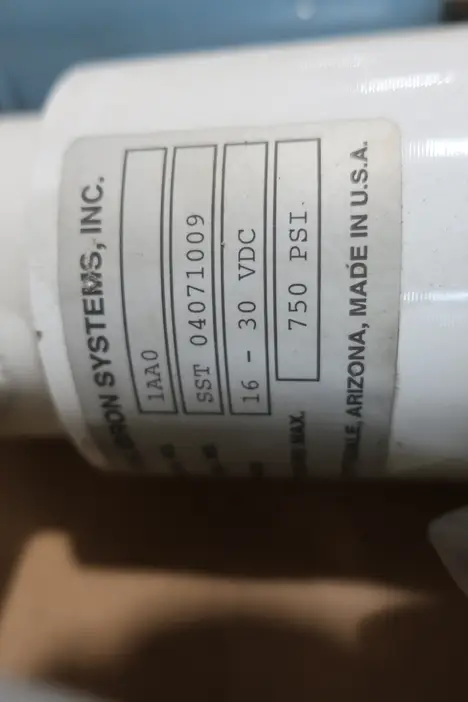 SYSTEMS, INC.
1AA0
SST 04071009
16 - 30 VDC
750 PSI
MAX.
ARIZONA, MADE IN U.S.A.